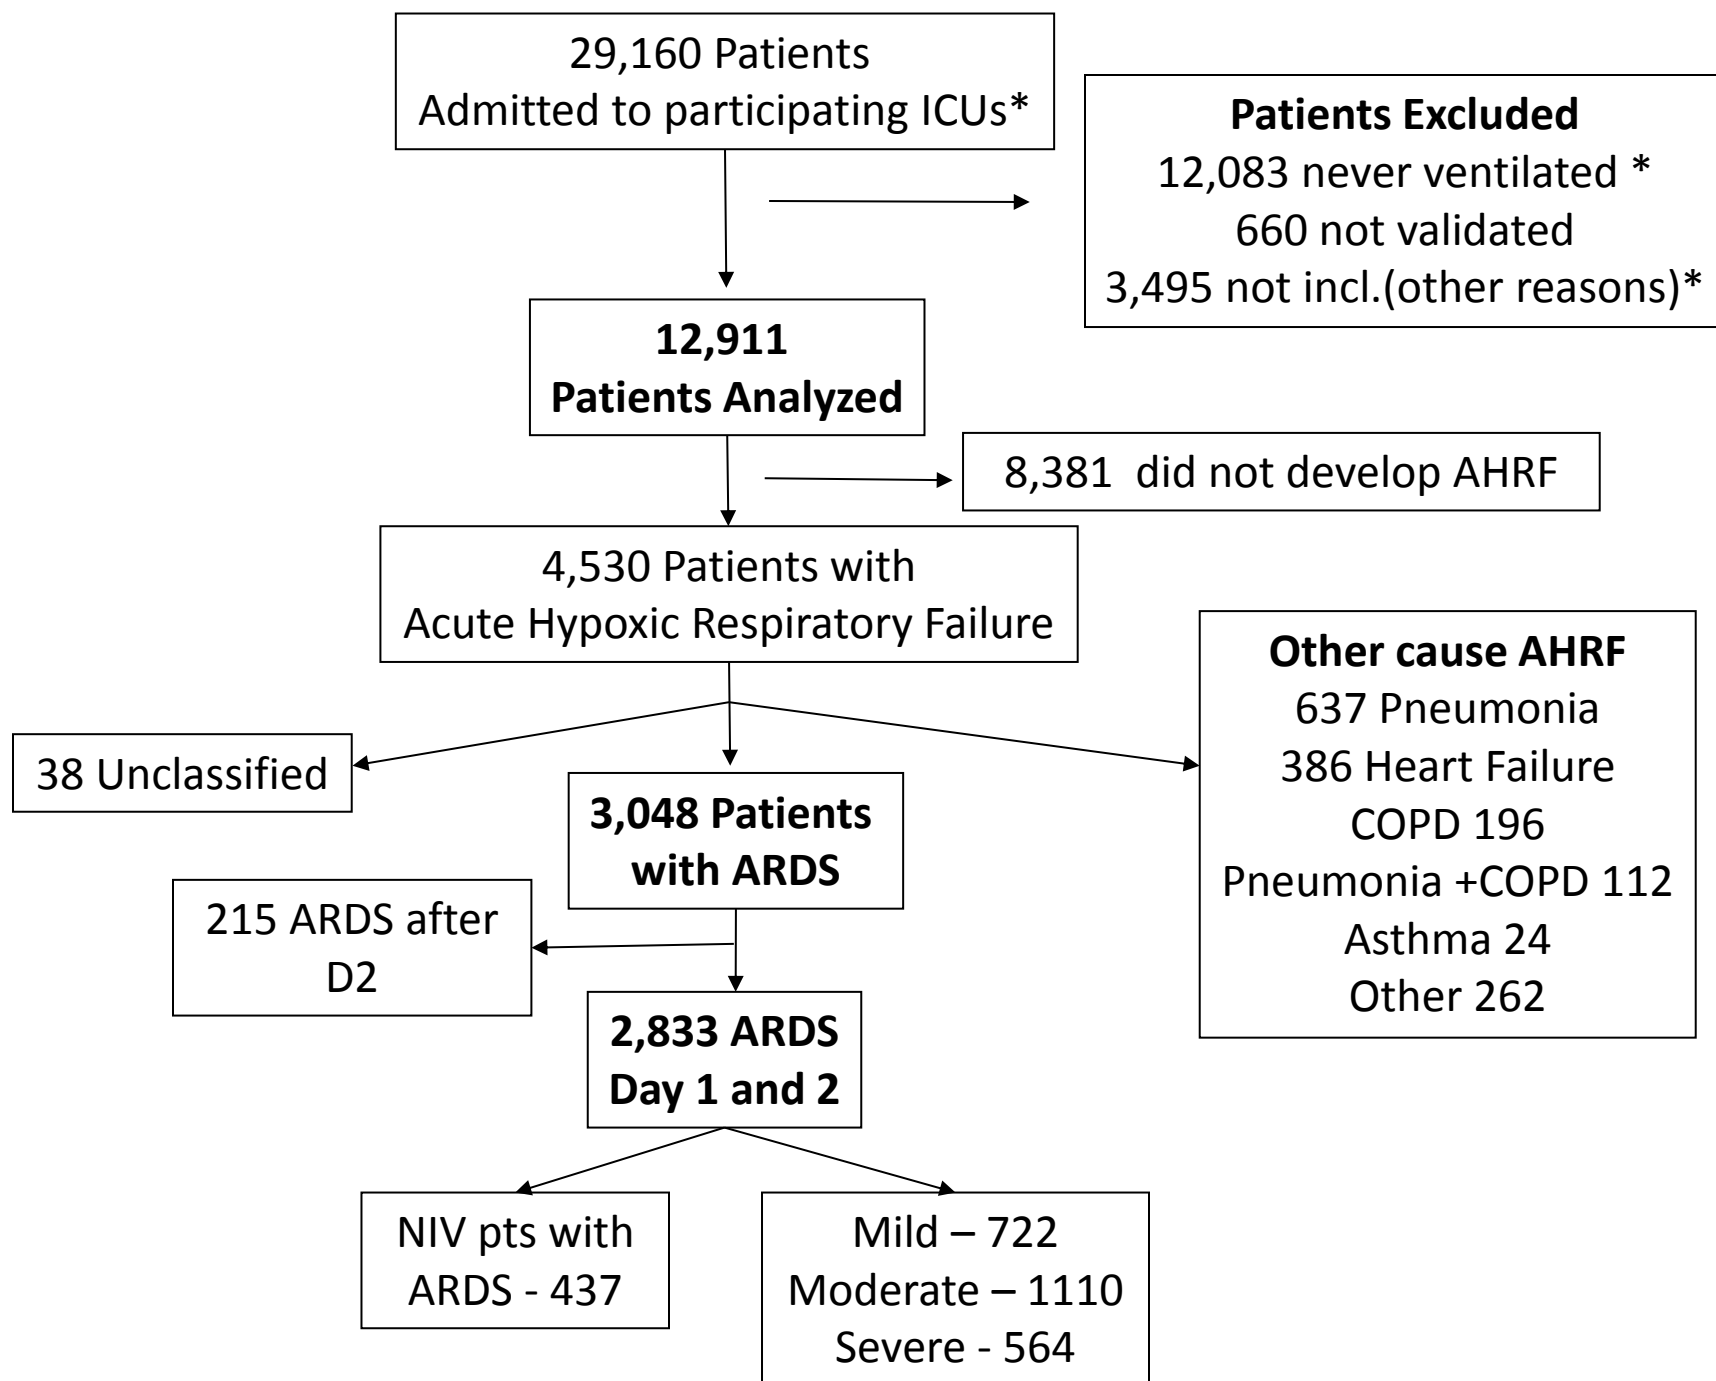 29,160 Patients
Admitted to participating ICUs*
Patients Excluded
12,083 never ventilated *
660 not validated
3,495 not incl.(other reasons)*
12,911
Patients Analyzed
8,381 did not develop AHRF
4,530 Patients with
Acute Hypoxic Respiratory Failure
Other cause AHRF
637 Pneumonia
386 Heart Failure
COPD 196
Pneumonia +COPD 112
Asthma 24
Other 262
38 Unclassified
3,048 Patients
with ARDS
215 ARDS after
D2
2,833 ARDS
Day 1 and 2
NIV pts with
ARDS - 437
Mild – 722
Moderate – 1110
Severe - 564